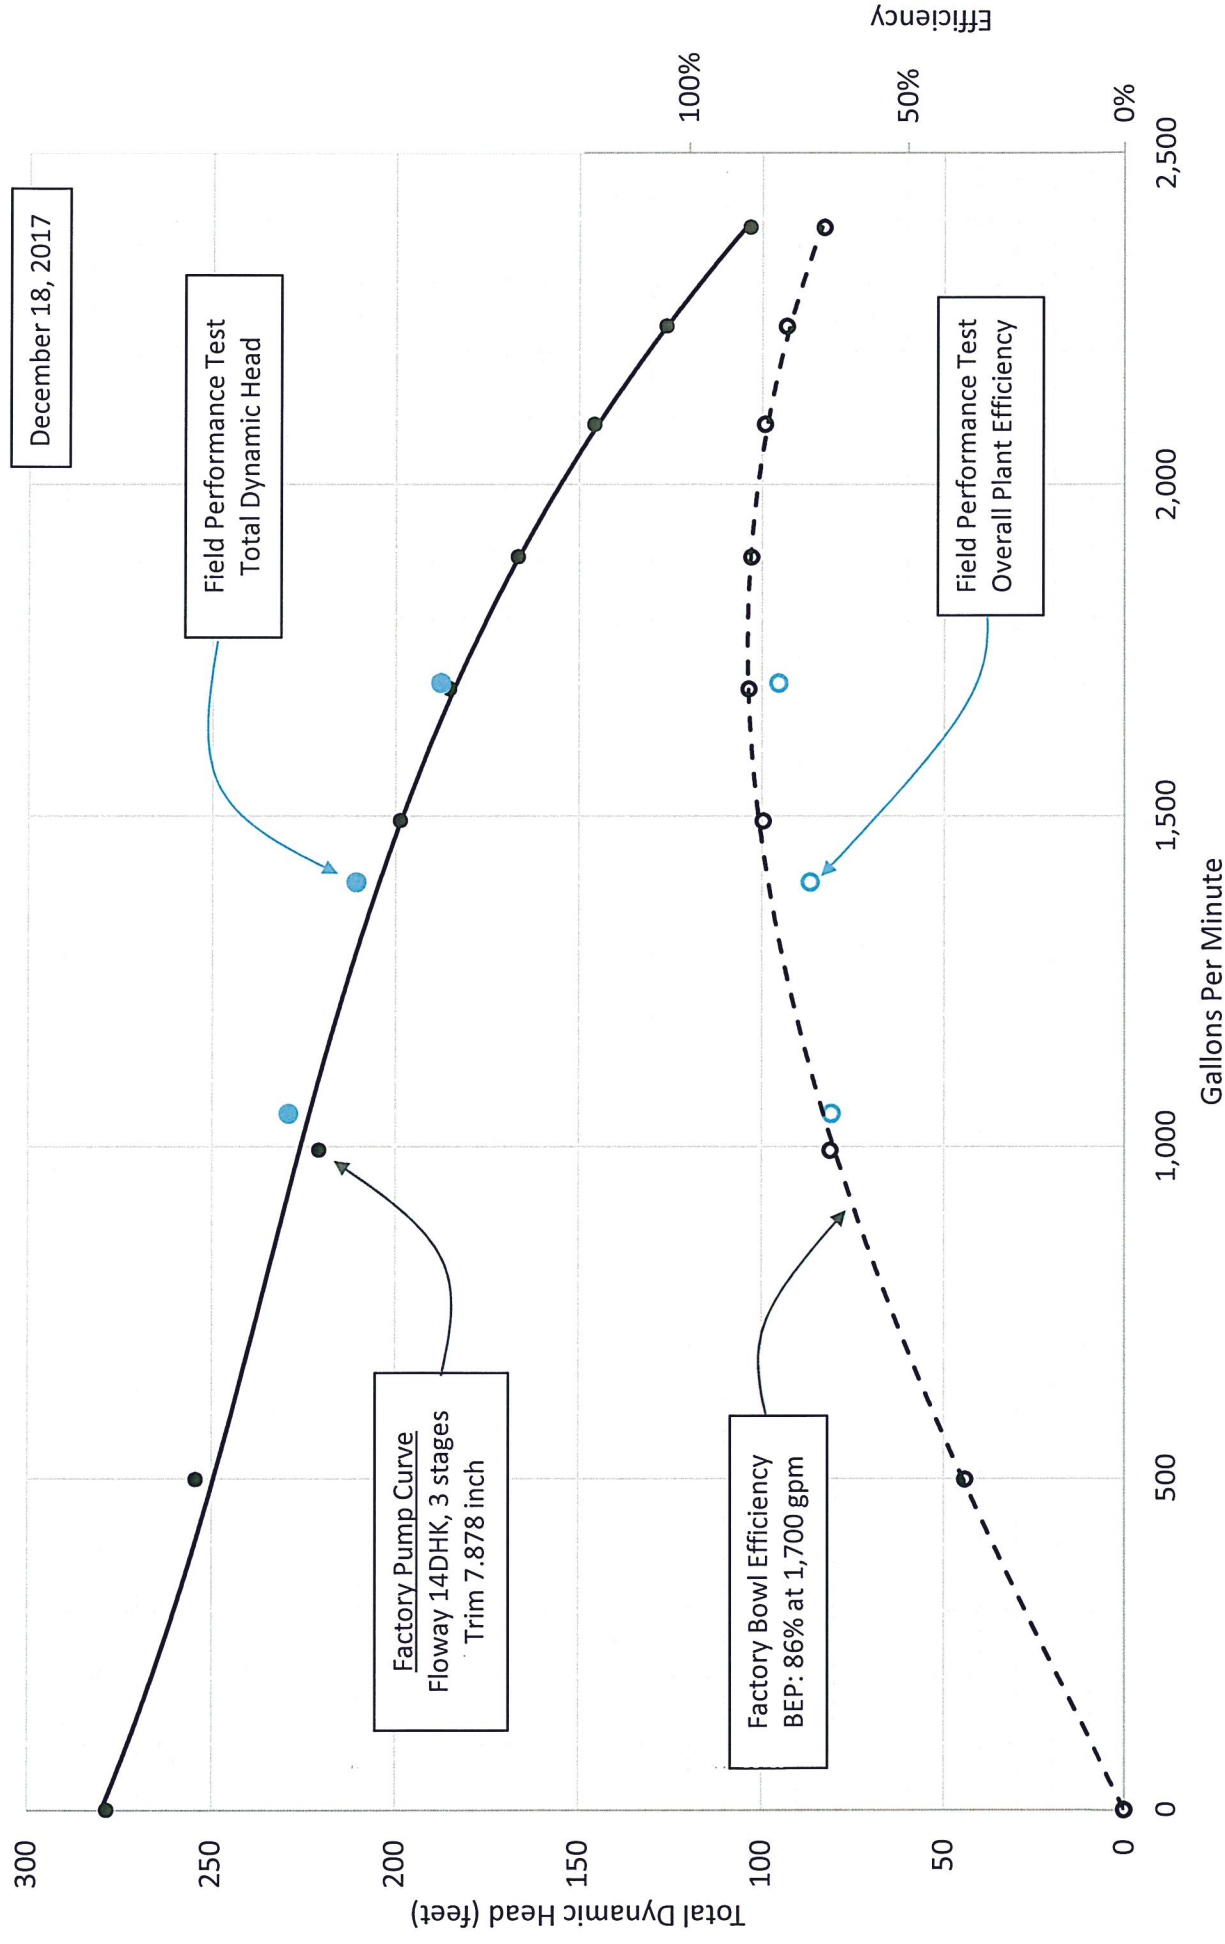 December 18, 2017
Field Performance Test
Total Dynamic Head
Factory Pump Curve
Floway 14DHK, 3 stages
Trim 7.878 inch
Factory Bowl Efficiency
BEP: 86% at 1,700 gpm
Field Performance Test
Overall Plant Efficiency
Total Dynamic Head (feet)
300
250
200
150
100
50
0
Efficiency
100%
50%
0%
0
500
1,000
1,500
2,000
2,500
Gallons Per Minute